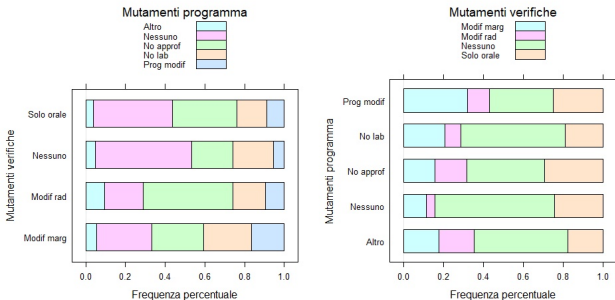 Mutamenti programma
Altro
Nessuno
No approf
No lab
Prog modif
Mutamenti verifiche
Solo orale
Nessuno
Modif rad
Modif marg
0.0 0.2 0.4 0.6 0.8 1.0
Frequenza percentuale
Mutamenti verifiche
Modif marg
Modif rad
Nessuno
Solo orale
Mutamenti programma
Prog modif
No lab
No approf
Nessuno
Altro
0.0 0.2 0.4 0.6 0.8 1.0
Frequenza percentuale